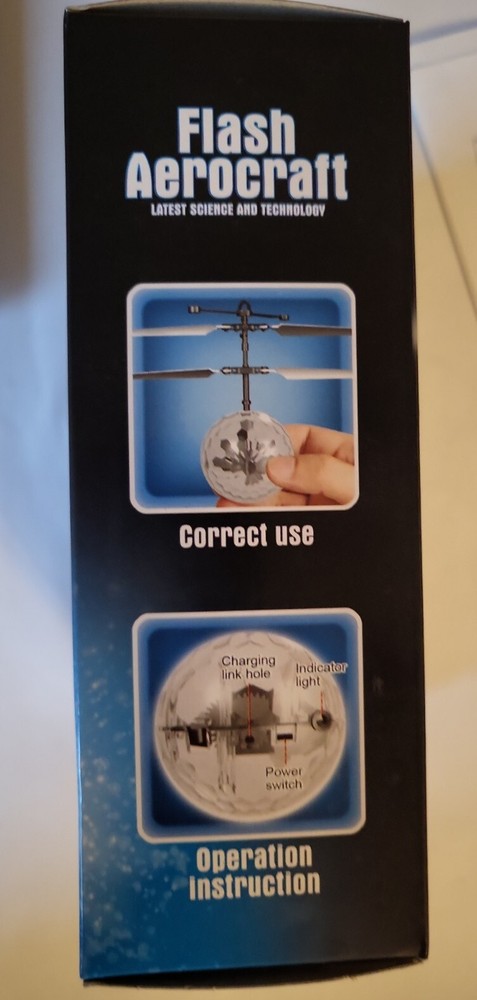 Flash
Aerocraft
LATEST SCIENCE AND TECHNOLOGY
Correct use
Charging
link hole
Indicator
light
Power
switch
Operation
instruction